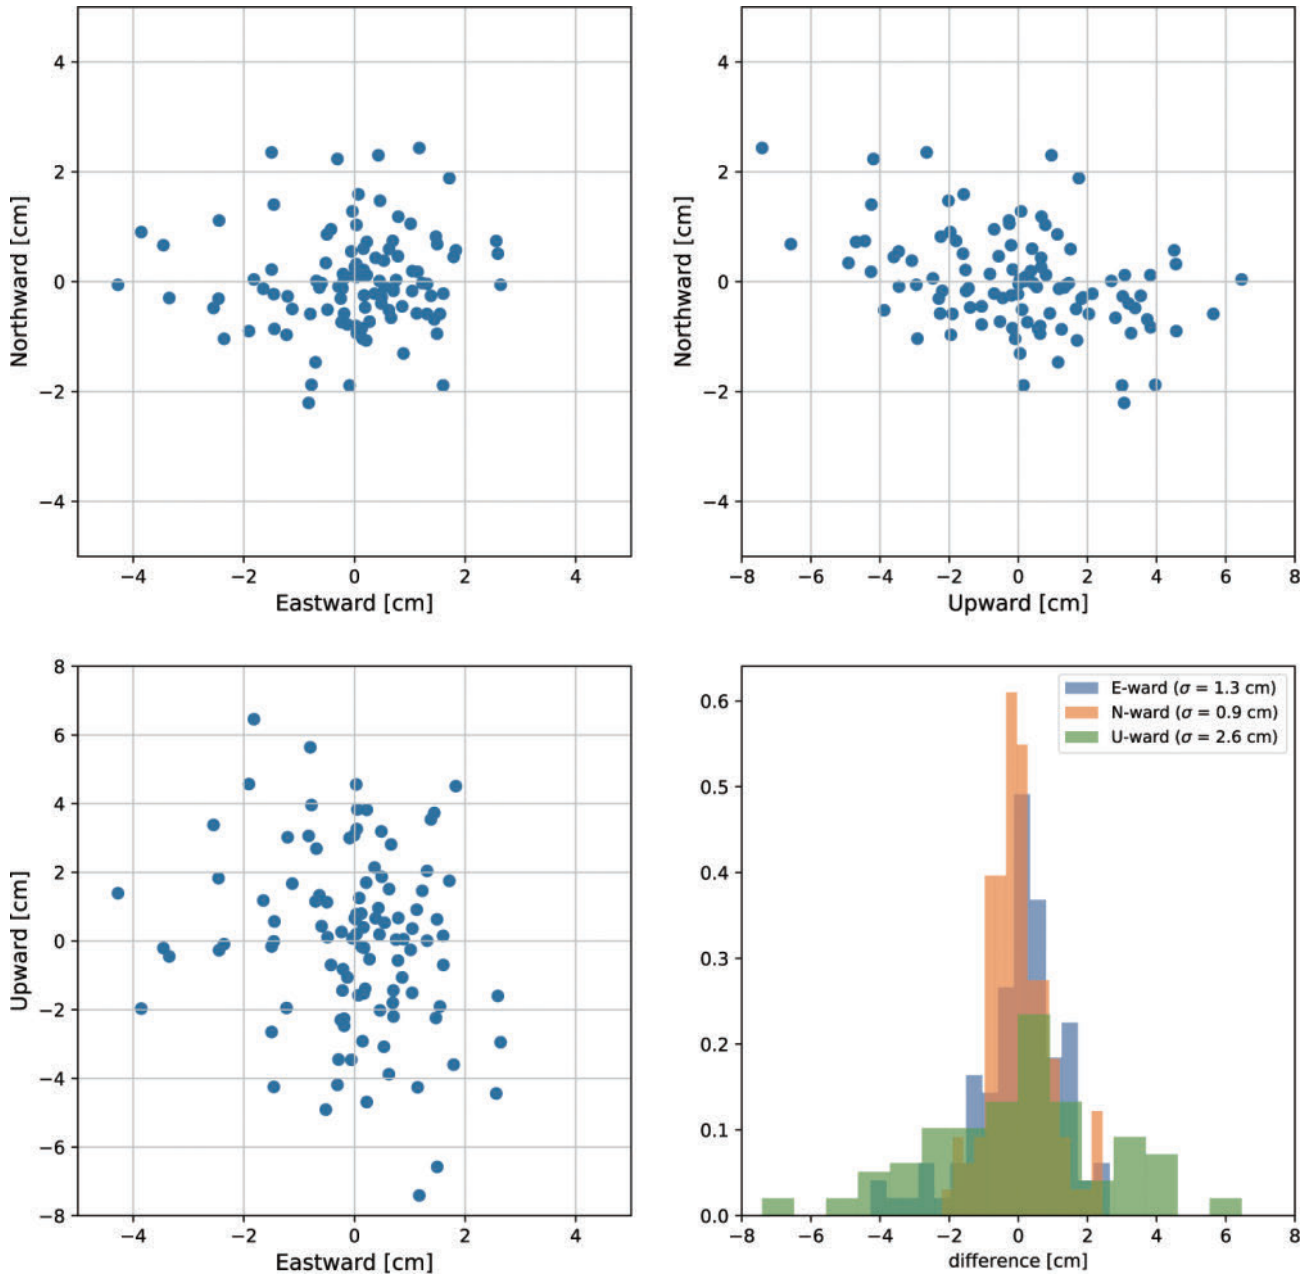 4
2
0
−2
−4
Northward [cm]
−4 −2 0 2 4
Eastward [cm]
4
2
0
−2
−4
Northward [cm]
−8 −6 −4 −2 0 2 4 6 8
Upward [cm]
8
6
4
2
0
−2
−4
−6
−8
Upward [cm]
−4 −2 0 2 4
Eastward [cm]
E-ward (σ = 1.3 cm)
N-ward (σ = 0.9 cm)
U-ward (σ = 2.6 cm)
0.6
0.5
0.4
0.3
0.2
0.1
0.0
−8 −6 −4 −2 0 2 4 6 8
difference [cm]